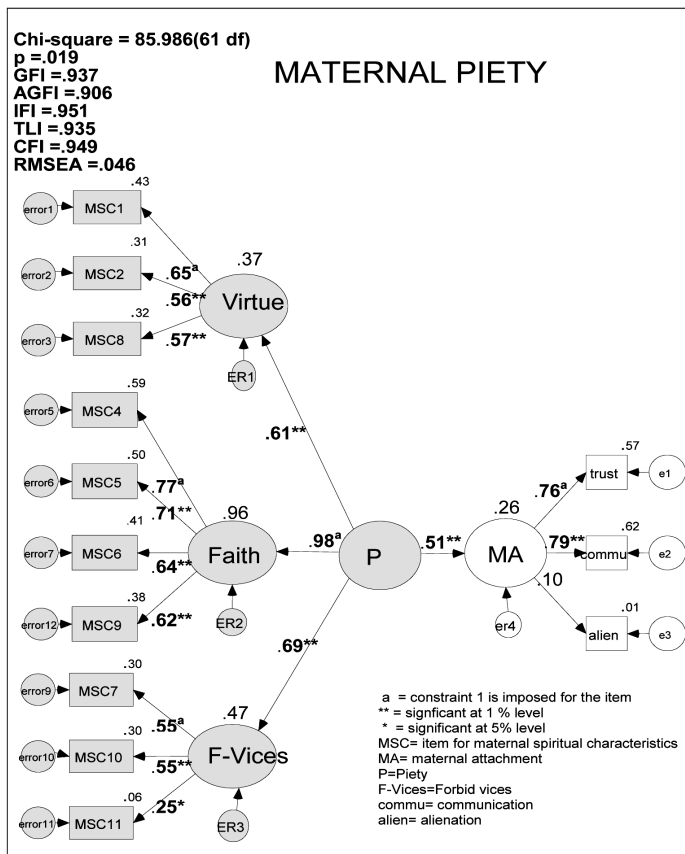 Chi-square = 85.986(61 df)
p =.019
GFI =.937
AGFI =.906
IFI =.951
TLI =.935
CFI =.949
RMSEA =.046
MATERNAL PIETY
.43
error1 MSC1
.31
error2 MSC2
.65a
.56**
.37
Virtue
.32
error3 MSC8
.57**
ER1
.59
error5 MSC4
.61**
.50
error6 MSC5
.77a
.71**
.41
error7 MSC6
.64**
.96
Faith
.98a
P
.51**
.38
error12 MSC9
.62**
ER2
.57
trust e1
.76a
.26
MA
.79**
.62
commu e2
.10
er4
.01
alien e3
.69**
.30
error9 MSC7
.55a
.47
F-Vices
.30
error10 MSC10
.55**
.06
error11 MSC11
.25*
ER3
a = constraint 1 is imposed for the item
** = signficant at 1 % level
* = significant at 5% level
MSC= item for maternal spiritual characteristics
MA= maternal attachment
P=Piety
F-Vices=Forbid vices
commu= communication
alien= alienation